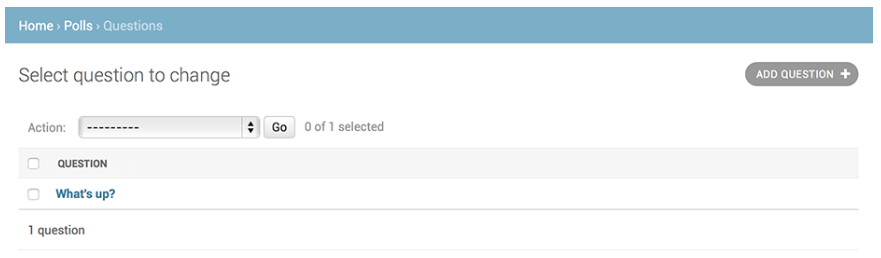 Home › Polls › Questions
Select question to change
ADD QUESTION +
Action: --------- Go 0 of 1 selected
QUESTION
What's up?
1 question